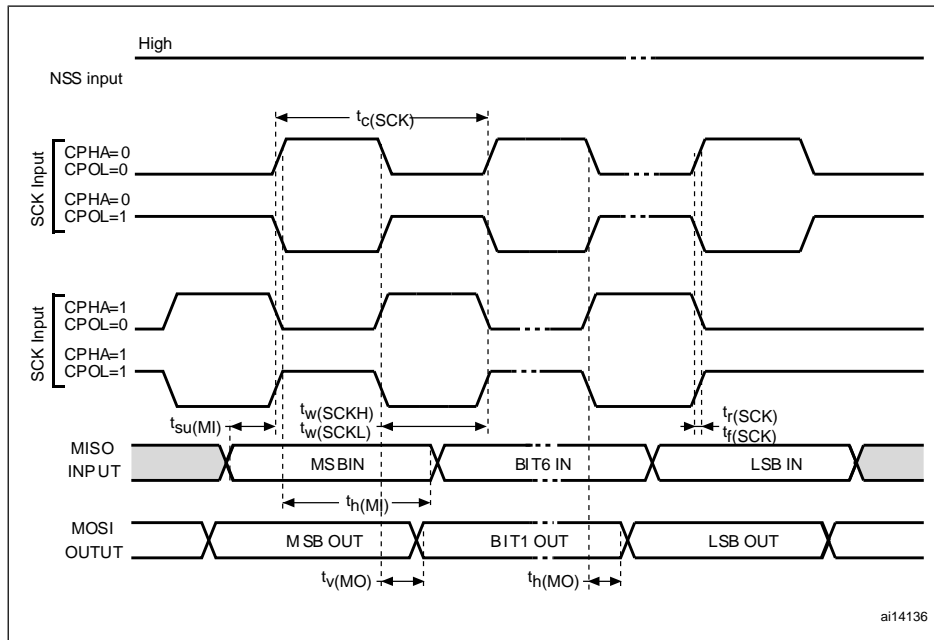 High
NSS input
tc(SCK)
SCK Input
CPHA=0
CPOL=0
CPHA=0
CPOL=1
SCK Input
CPHA=1
CPOL=0
CPHA=1
CPOL=1
tsu(MI)
tw(SCKH)
tw(SCKL)
tr(SCK)
tf(SCK)
MISO
INPUT
MSBIN
BIT6 IN
LSB IN
th(MI)
MOSI
OUTUT
MSB OUT
BIT1 OUT
LSB OUT
tv(MO)
th(MO)
ai14136